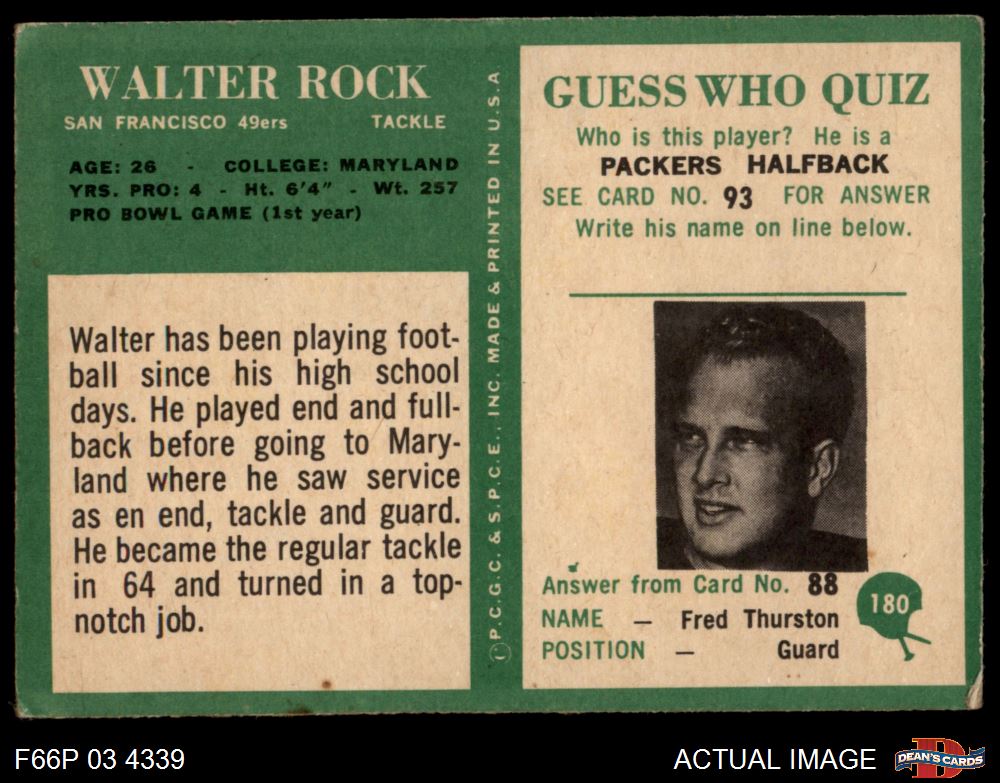 WALTER ROCK
SAN FRANCISCO 49ers TACKLE
AGE: 26 - COLLEGE: MARYLAND
YRS. PRO: 4 - Ht. 6'4" - Wt. 257
PRO BOWL GAME (1st year)
Walter has been playing foot-
ball since his high school
days. He played end and full-
back before going to Mary-
land where he saw service
as en end, tackle and guard.
He became the regular tackle
in 64 and turned in a top-
notch job.
Ⓒ P.C.G.C. & S.P.C.E., INC. MADE & PRINTED IN U.S.A.
GUESS WHO QUIZ
Who is this player? He is a
PACKERS HALFBACK
SEE CARD NO. 93 FOR ANSWER
Write his name on line below.
Answer from Card No. 88
NAME — Fred Thurston
POSITION — Guard
180
F66P 03 4339
ACTUAL IMAGE
D
DEAN'S CARDS